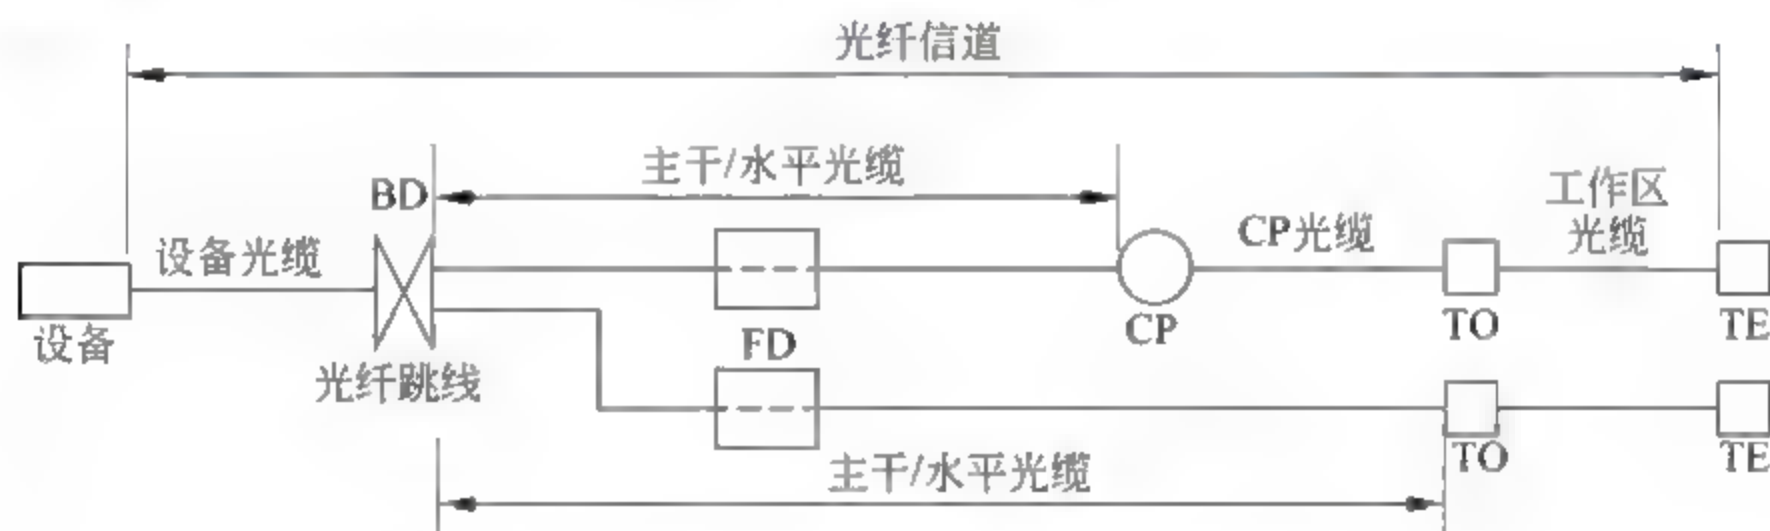 光纤信道
主干/水平光缆
BD
工作区
光缆
CP光缆
设备光缆
设备
光纤跳线
FD
CP
TO
TE
TO
TE
主干/水平光缆